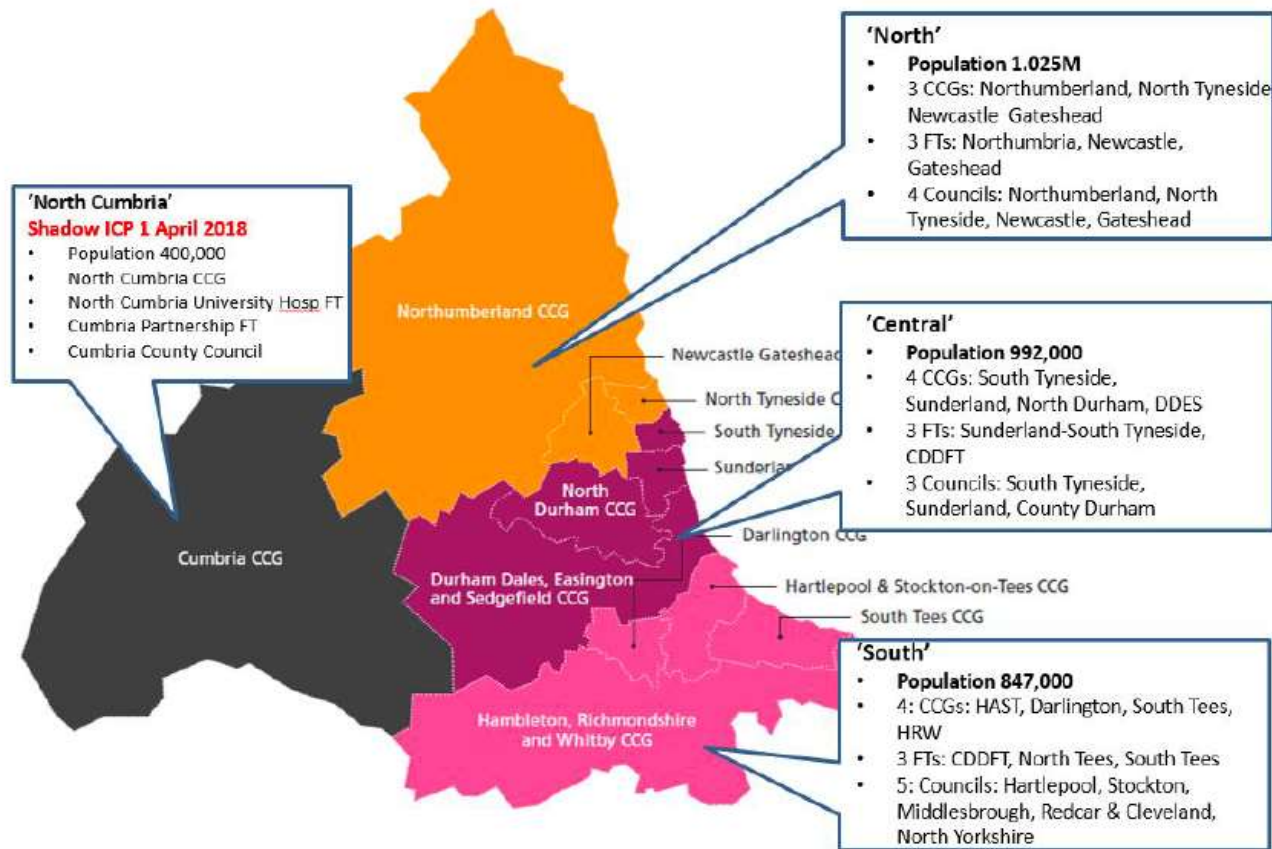 'North'
• Population 1.025M
• 3 CCGs: Northumberland, North Tyneside
Newcastle Gateshead
• 3 FTs: Northumbria, Newcastle,
Gateshead
• 4 Councils: Northumberland, North
Tyneside, Newcastle, Gateshead
'North Cumbria'
Shadow ICP 1 April 2018
• Population 400,000
• North Cumbria CCG
• North Cumbria University Hosp FT
• Cumbria Partnership FT
• Cumbria County Council
Northumberland CCG
Newcastle Gateshead
North Tyneside C
South Tyneside
Sunderlan
North
Durham CCG
Darlington CCG
Cumbria CCG
Durham Dales, Easington
and Sedgefield CCG
Hartlepool & Stockton-on-Tees CCG
South Tees CCG
Hambleton, Richmondshire
and Whitby CCG
'Central'
• Population 992,000
• 4 CCGs: South Tyneside,
Sunderland, North Durham, DDES
• 3 FTs: Sunderland-South Tyneside,
CDDFT
• 3 Councils: South Tyneside,
Sunderland, County Durham
'South'
• Population 847,000
• 4: CCGs: HAST, Darlington, South Tees,
HRW
• 3 FTs: CDDFT, North Tees, South Tees
• 5: Councils: Hartlepool, Stockton,
Middlesbrough, Redcar & Cleveland,
North Yorkshire